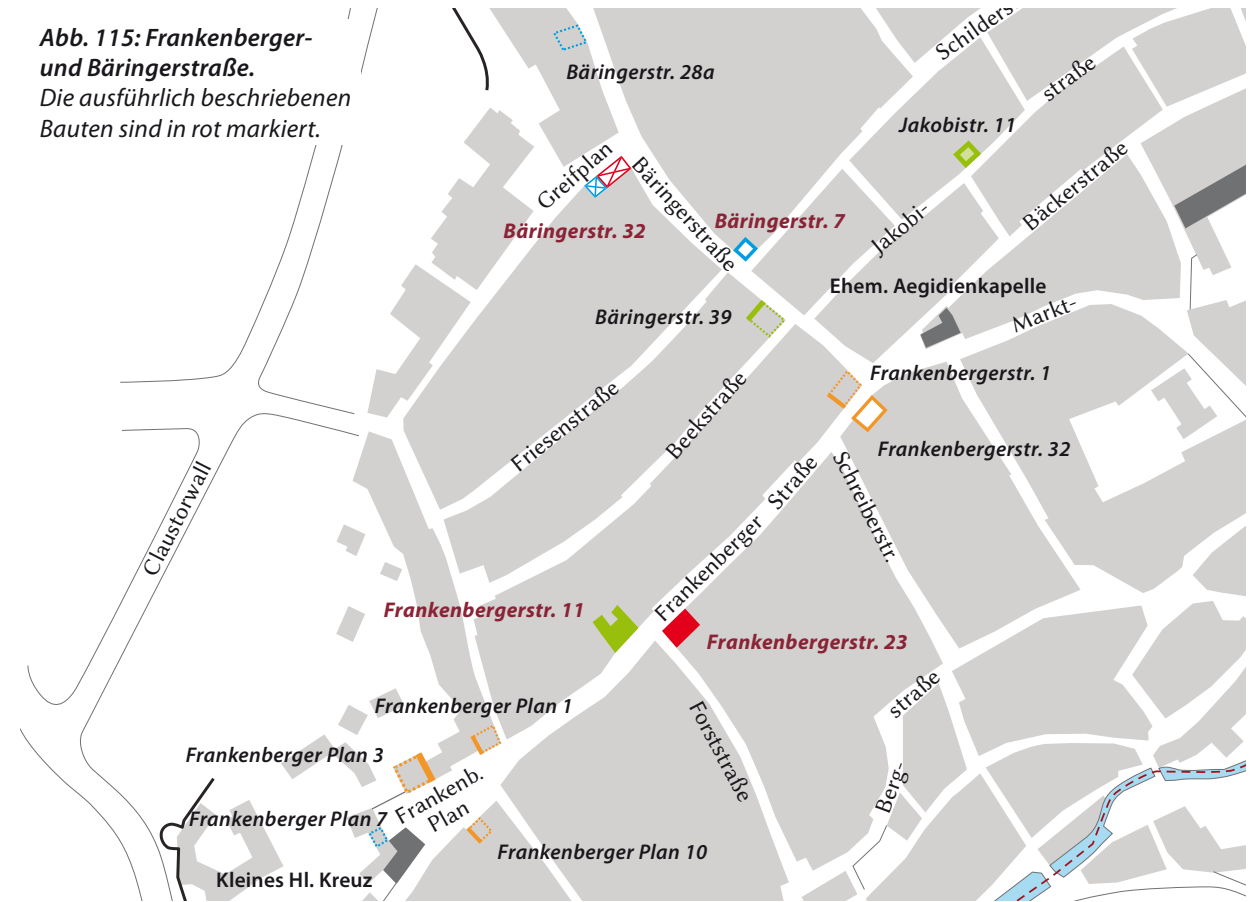 Abb. 115: Frankenberger-
und Bäringerstraße.
Die ausführlich beschriebenen
Bauten sind in rot markiert.
Bäringerstr. 28a
Schilders
straße
Jakobistr. 11
Greifplan
Bäringerstraße
Bäckerstraße
Bäringerstr. 32
Bäringerstr. 7
Jakobi-
Ehem. Aegidienkapelle
Bäringerstr. 39
Markt-
Frankenbergerstr. 1
Friesenstraße
Beekstraße
Frankenbergerstr. 32
Claustorwall
Frankenberger Straße
Schreiberstr.
Frankenbergerstr. 11
Frankenbergerstr. 23
straße
Berg-
Forststraße
Frankenberger Plan 1
Frankenberger Plan 3
Frankenb.
Plan
Frankenberger Plan 7
Frankenberger Plan 10
Kleines Hl. Kreuz